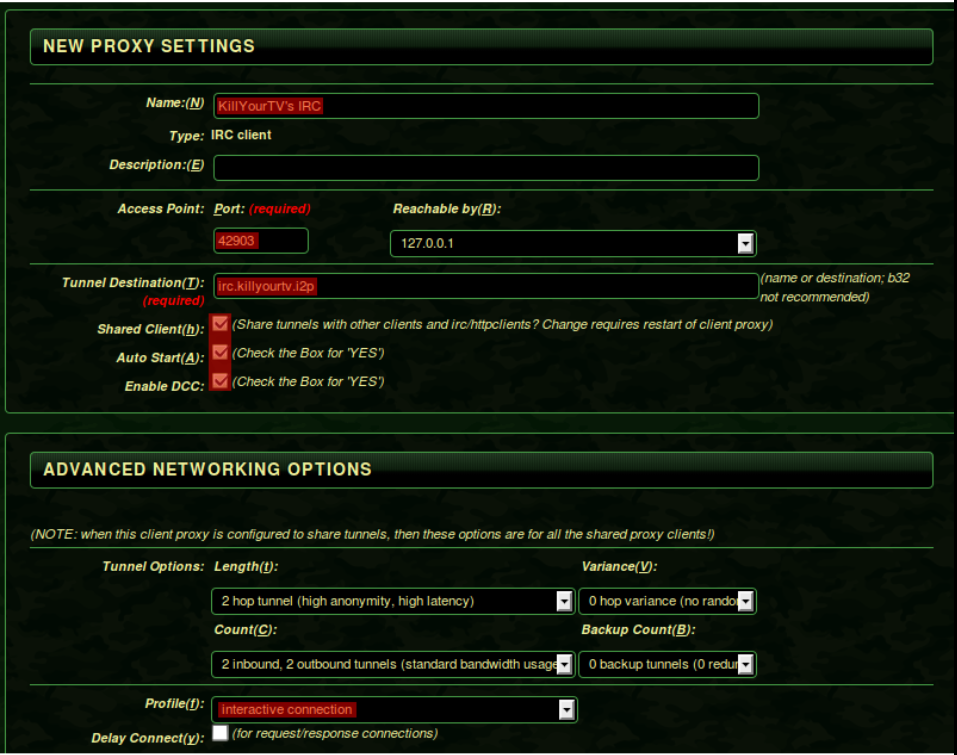 NEW PROXY SETTINGS
Name:(N) KillYourTV's IRC
Type: IRC client
Description:(E)
Access Point: Port: (required) Reachable by(R):
42903 127.0.0.1
Tunnel Destination(T): irc.killyourtv.i2p (name or destination; b32
(required) not recommended)
Shared Client(h): (Share tunnels with other clients and irc/httpclients? Change requires restart of client proxy)
Auto Start(A): (Check the Box for 'YES')
Enable DCC: (Check the Box for 'YES')
ADVANCED NETWORKING OPTIONS
(NOTE: when this client proxy is configured to share tunnels, then these options are for all the shared proxy clients!)
Tunnel Options: Length(t): Variance(V):
2 hop tunnel (high anonymity, high latency) 0 hop variance (no rando
Count(C): Backup Count(B):
2 inbound, 2 outbound tunnels (standard bandwidth usage 0 backup tunnels (0 redur
Profile(f): interactive connection
Delay Connect(y): (for request/response connections)